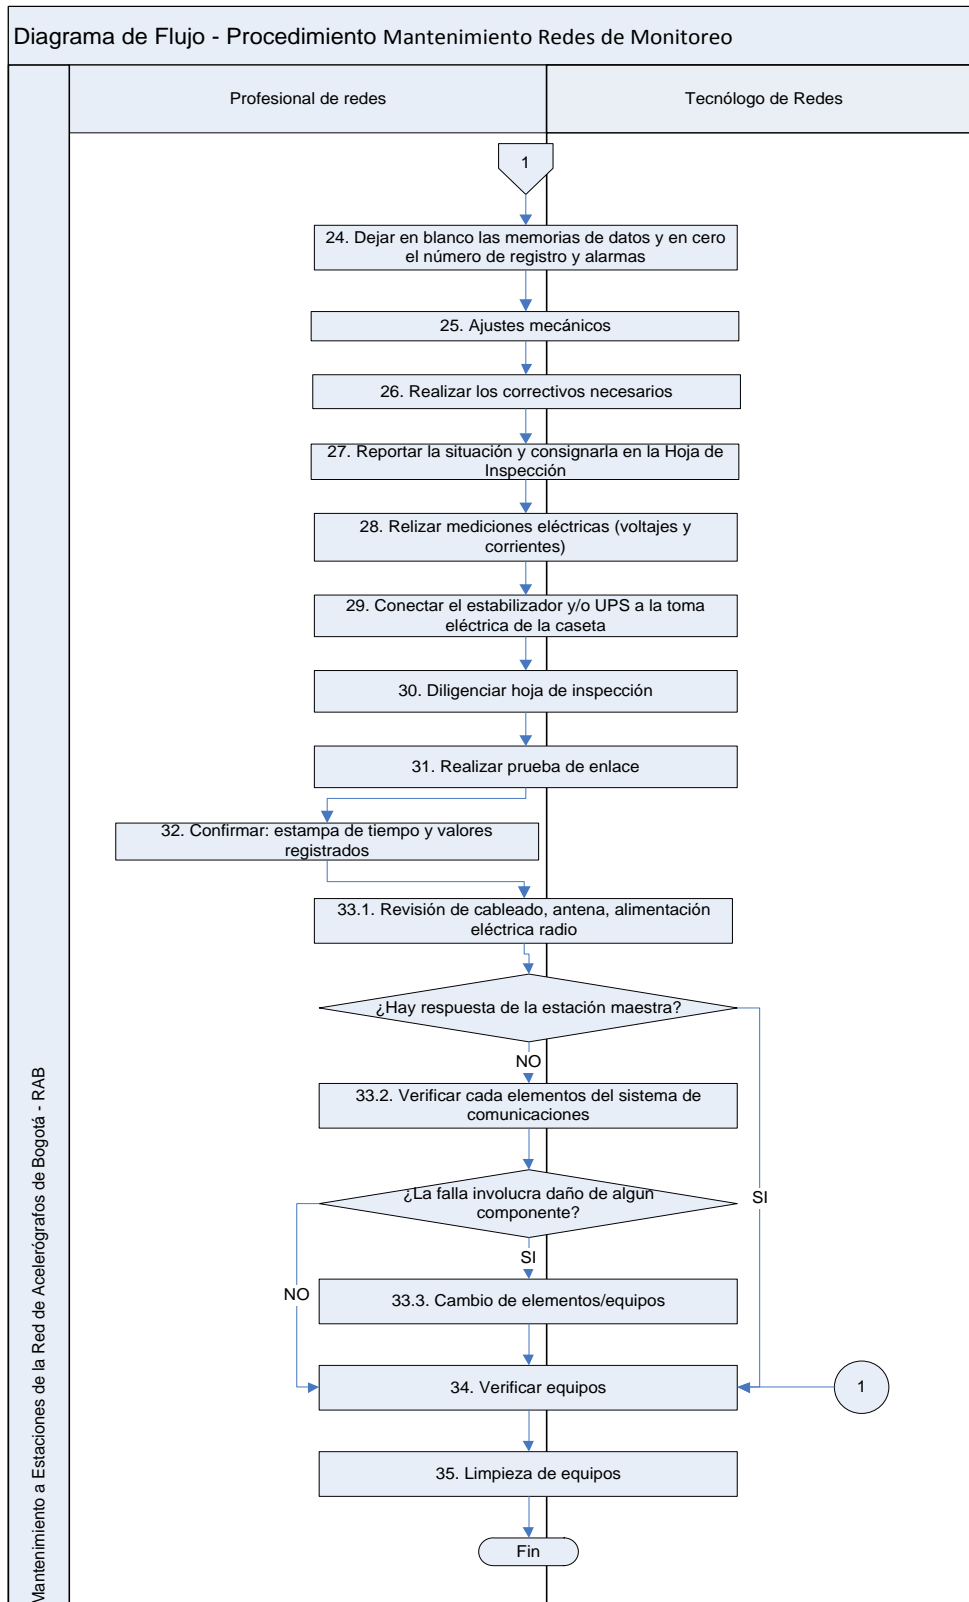 Diagrama de Flujo - Procedimiento Mantenimiento Redes de Monitoreo
Profesional de redes
Tecnólogo de Redes
1
24. Dejar en blanco las memorias de datos y en cero
el número de registro y alarmas
25. Ajustes mecánicos
26. Realizar los correctivos necesarios
27. Reportar la situación y consignarla en la Hoja de
Inspección
28. Relizar mediciones eléctricas (voltajes y
corrientes)
29. Conectar el estabilizador y/o UPS a la toma
eléctrica de la caseta
30. Diligenciar hoja de inspección
31. Realizar prueba de enlace
32. Confirmar: estampa de tiempo y valores
registrados
33.1. Revisión de cableado, antena, alimentación
eléctrica radio
¿Hay respuesta de la estación maestra?
NO
33.2. Verificar cada elementos del sistema de
comunicaciones
¿La falla involucra daño de algun
componente?
SI
SI
NO
33.3. Cambio de elementos/equipos
34. Verificar equipos
1
35. Limpieza de equipos
Fin
Mantenimiento a Estaciones de la Red de Acelerógrafos de Bogotá - RAB